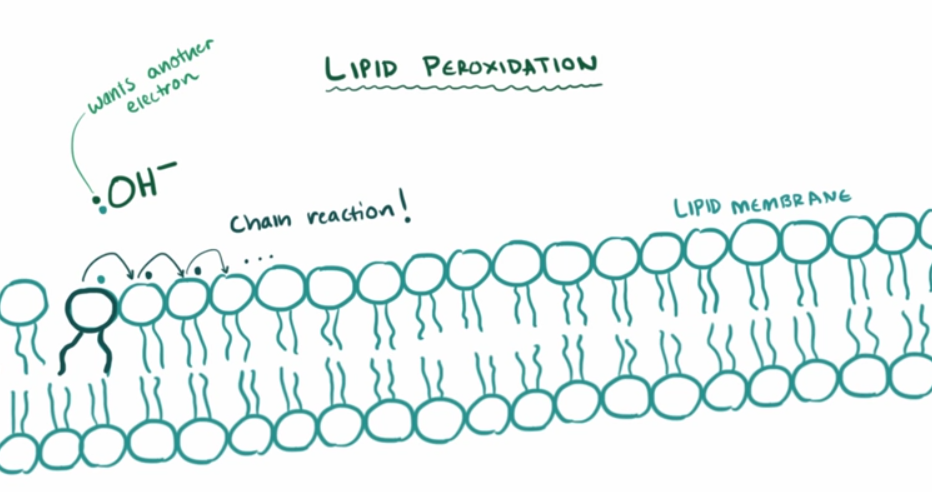 LIPID PEROXIDATION
wants another
electron
•OH⁻
Chain reaction!
...
LIPID MEMBRANE